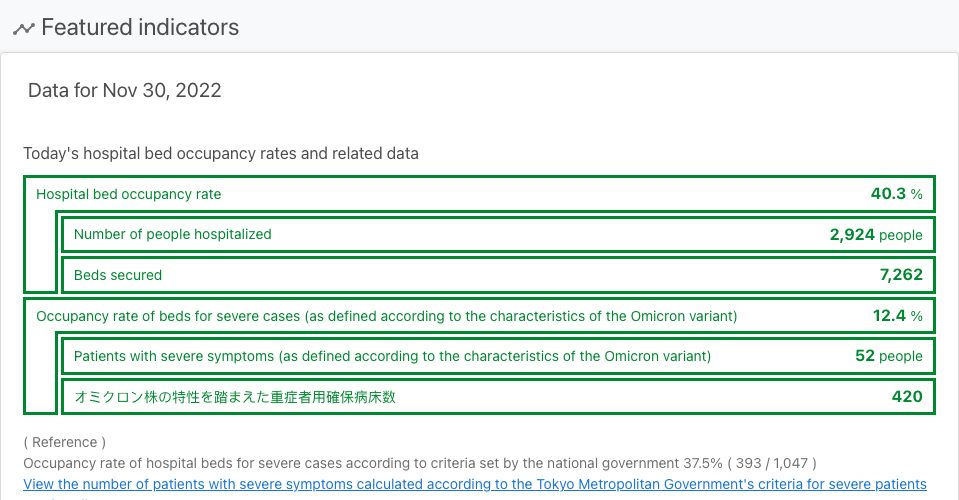 Featured indicators
Data for Nov 30, 2022
Today's hospital bed occupancy rates and related data
Hospital bed occupancy rate 40.3 %
Number of people hospitalized 2,924 people
Beds secured 7,262
Occupancy rate of beds for severe cases (as defined according to the characteristics of the Omicron variant) 12.4 %
Patients with severe symptoms (as defined according to the characteristics of the Omicron variant) 52 people
オミクロン株の特性を踏まえた重症者用確保病床数 420
( Reference )
Occupancy rate of hospital beds for severe cases according to criteria set by the national government 37.5% ( 393 / 1,047 )
View the number of patients with severe symptoms calculated according to the Tokyo Metropolitan Government's criteria for severe patients